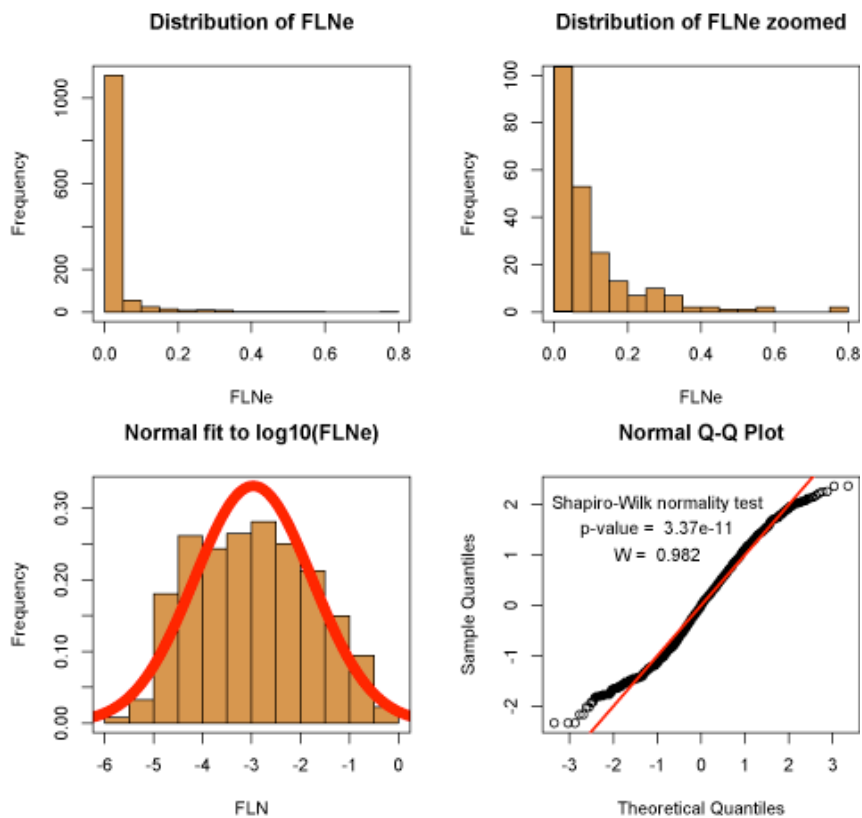 Distribution of FLNe
Frequency
0
200
600
1000
0.0
0.2
0.4
0.6
0.8
FLNe
Distribution of FLNe zoomed
Frequency
0
20
40
60
80
100
0.0
0.2
0.4
0.6
0.8
FLNe
Normal fit to log10(FLNe)
Frequency
0.00
0.10
0.20
0.30
-6
-5
-4
-3
-2
-1
0
FLN
Normal Q-Q Plot
Shapiro-Wilk normality test
p-value = 3.37e-11
W = 0.982
Sample Quantiles
-2
-1
0
1
2
-3
-2
-1
0
1
2
3
Theoretical Quantiles